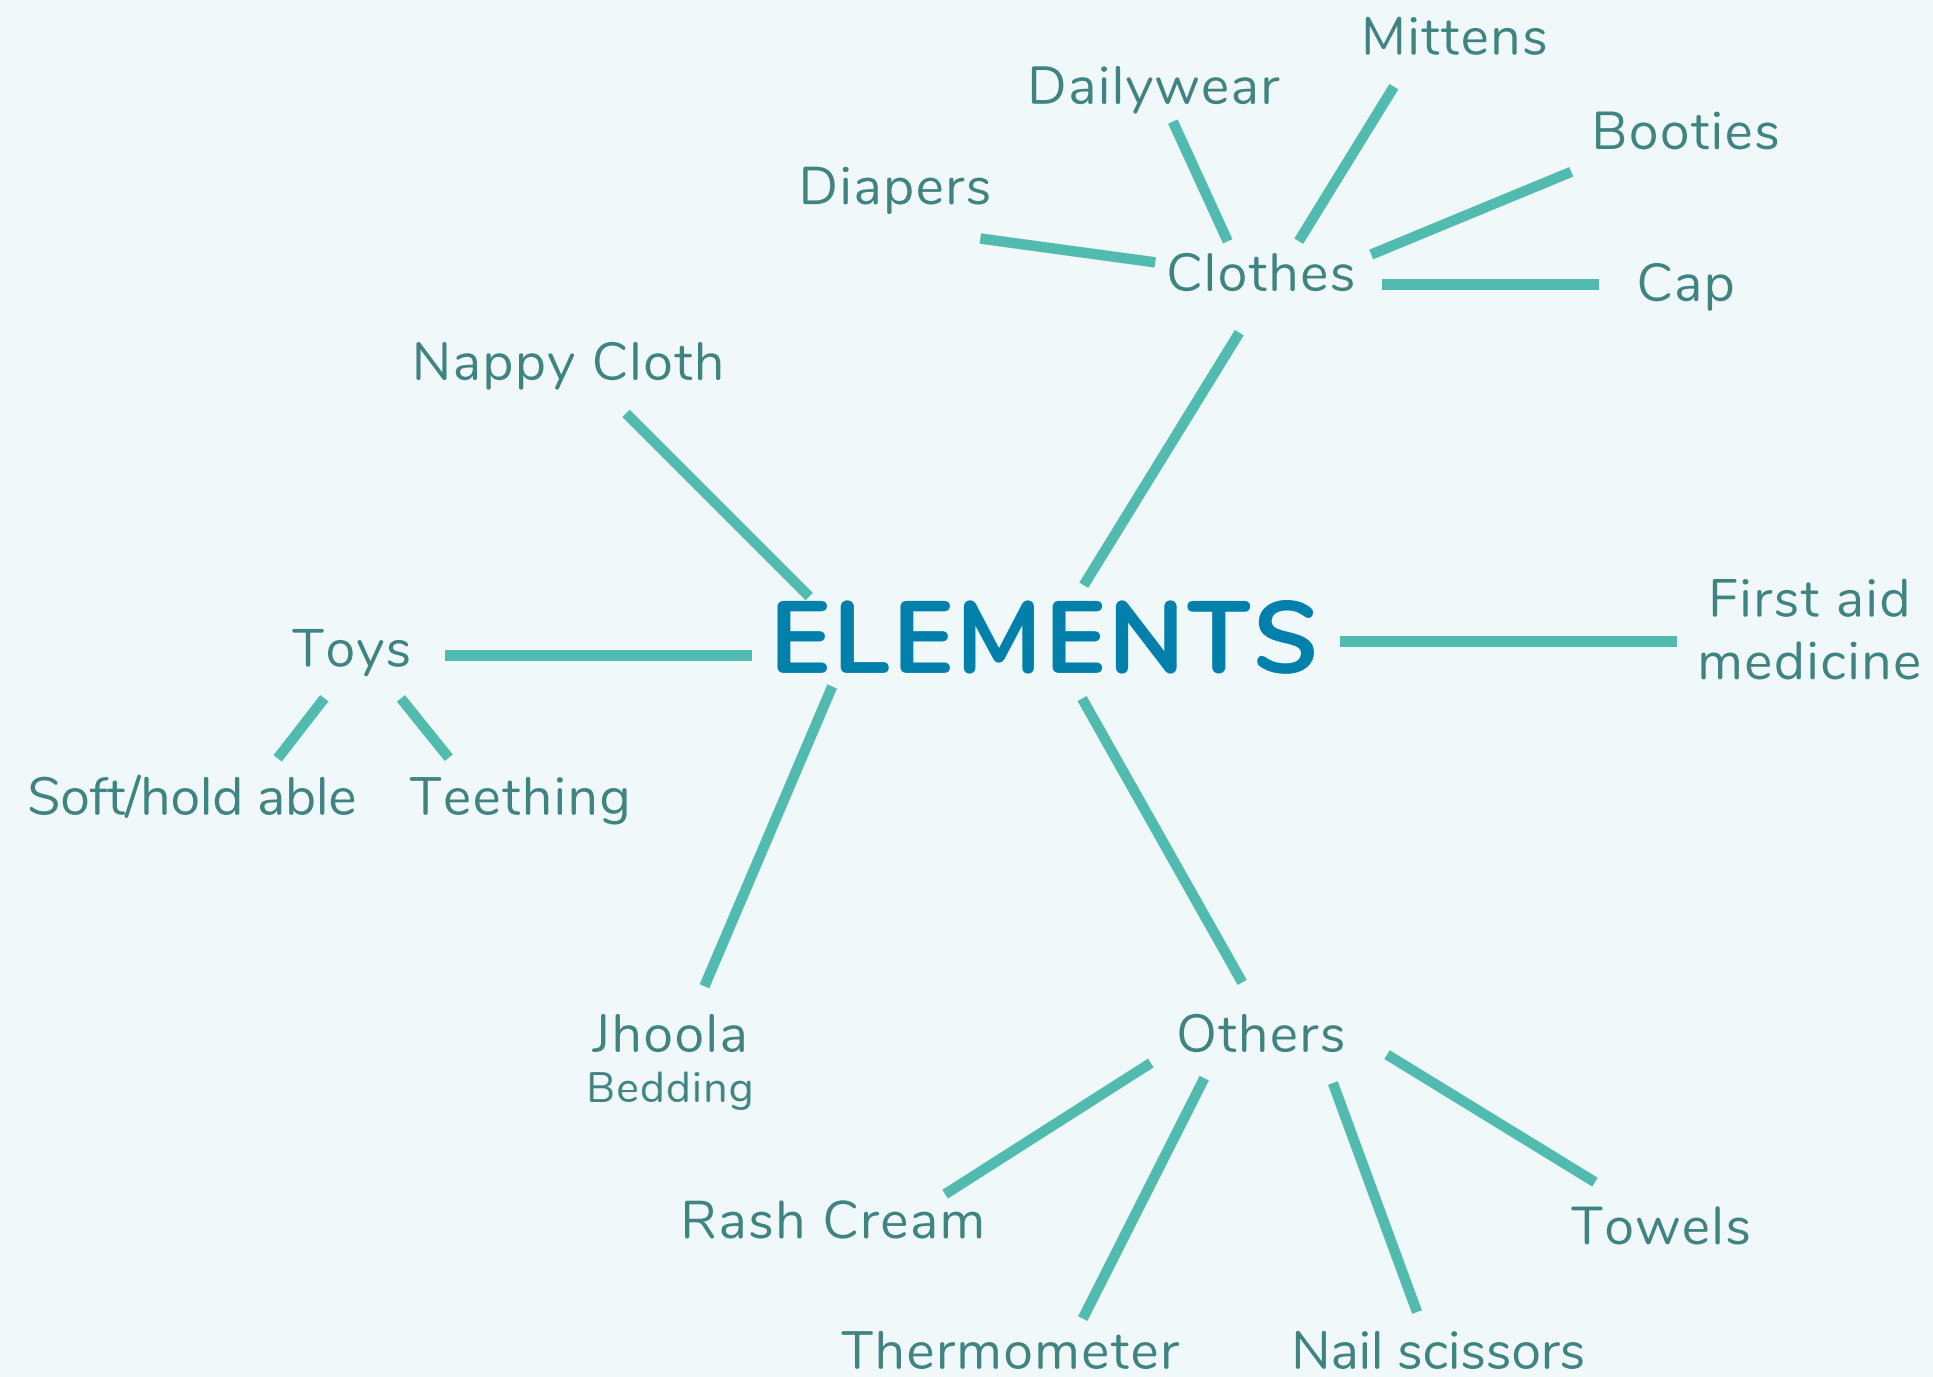 Mittens
Dailywear
Booties
Diapers
Clothes
Cap
Nappy Cloth
ELEMENTS
First aid
medicine
Toys
Soft/hold able
Teething
Jhoola
Bedding
Others
Rash Cream
Towels
Thermometer
Nail scissors